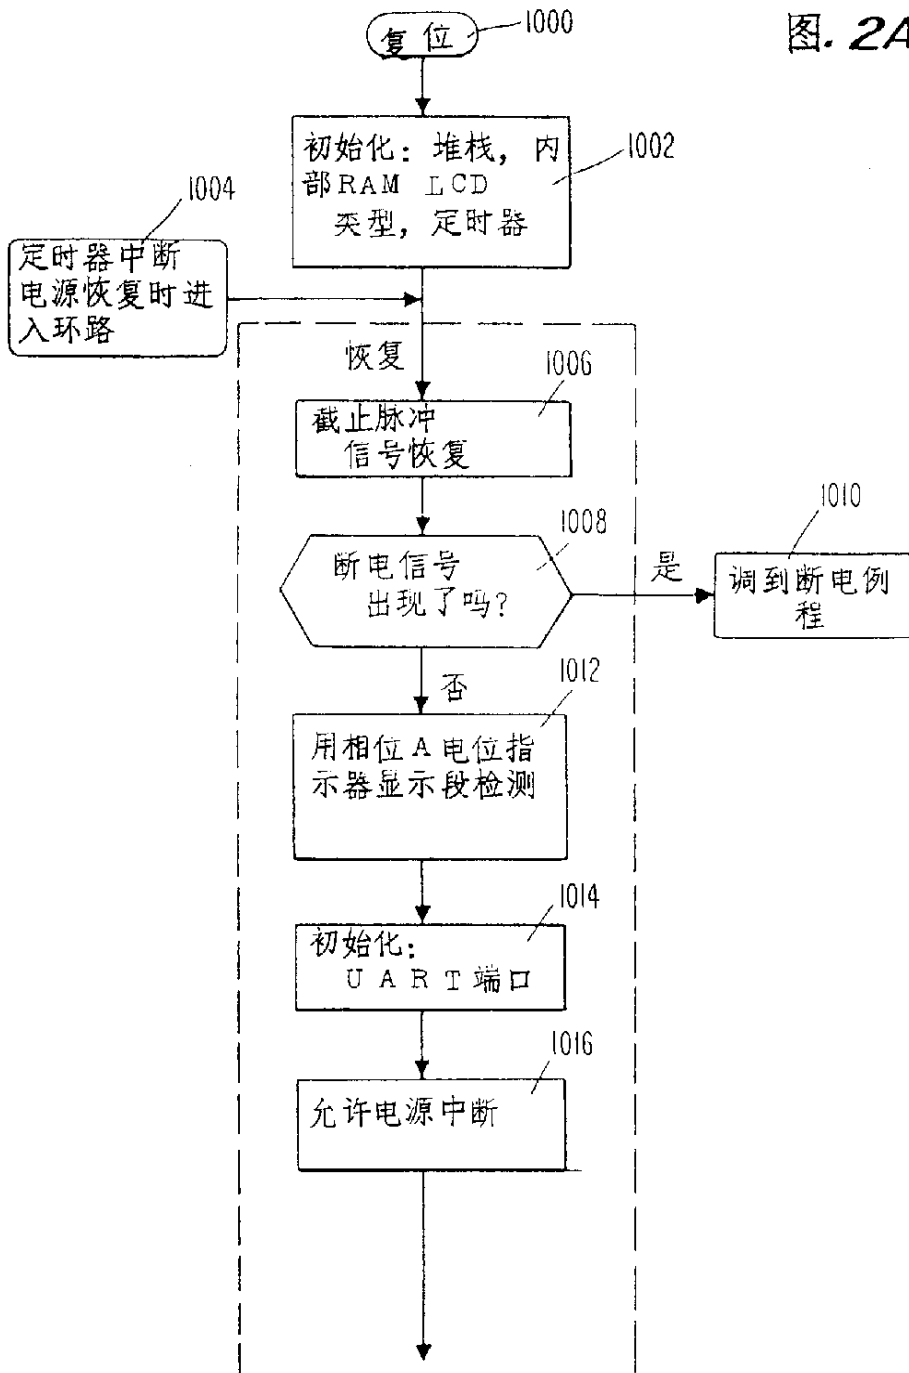 图. 2A
复位
1000
初始化: 堆栈, 内
部RAM LCD
类型, 定时器
1002
1004
定时器中断
电源恢复时进
入环路
恢复
1006
截止脉冲
信号恢复
1008
断电信号
出现了吗?
是
1010
调到断电例
程
否
1012
用相位A电位指
示器显示段检测
1014
初始化:
UART端口
1016
允许电源中断